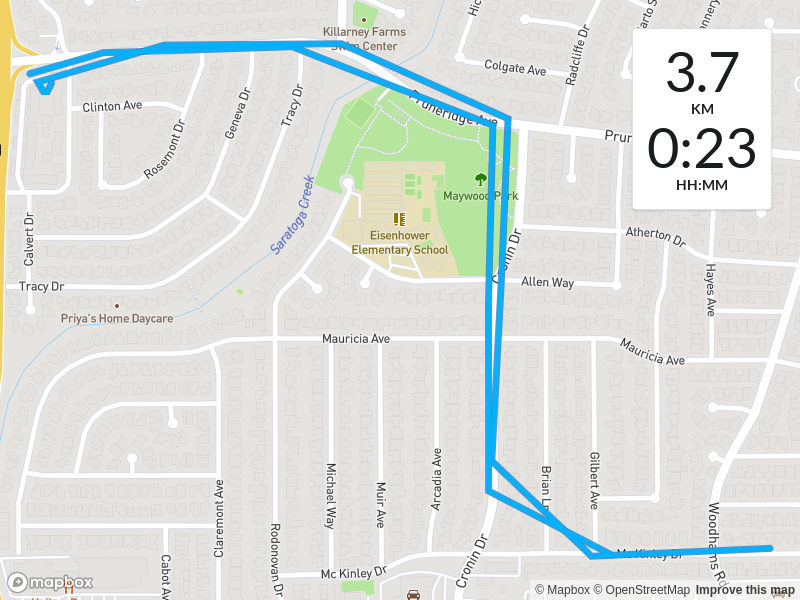 Killarney Farms
Swim Center
Colgate Ave
Radcliffe Dr
3.7
KM
0:23
HH:MM
Clinton Ave
Rosemont Dr
Geneva Dr
Tracy Dr
Pruneridge Ave
Prun
Maywood Park
Saratoga Creek
Eisenhower
Elementary School
Calvert Dr
Cronin Dr
Atherton Dr
Hayes Ave
Allen Way
Tracy Dr
Priya's Home Daycare
Mauricia Ave
Mauricia Ave
Claremont Ave
Michael Way
Muir Ave
Arcadia Ave
Brian Ln
Gilbert Ave
Woodhams Rd
Rodonovan Dr
Cronin Dr
Mc Kinley Dr
Mc Kinley Dr
Cabot Av
mapbox
© Mapbox © OpenStreetMap Improve this map